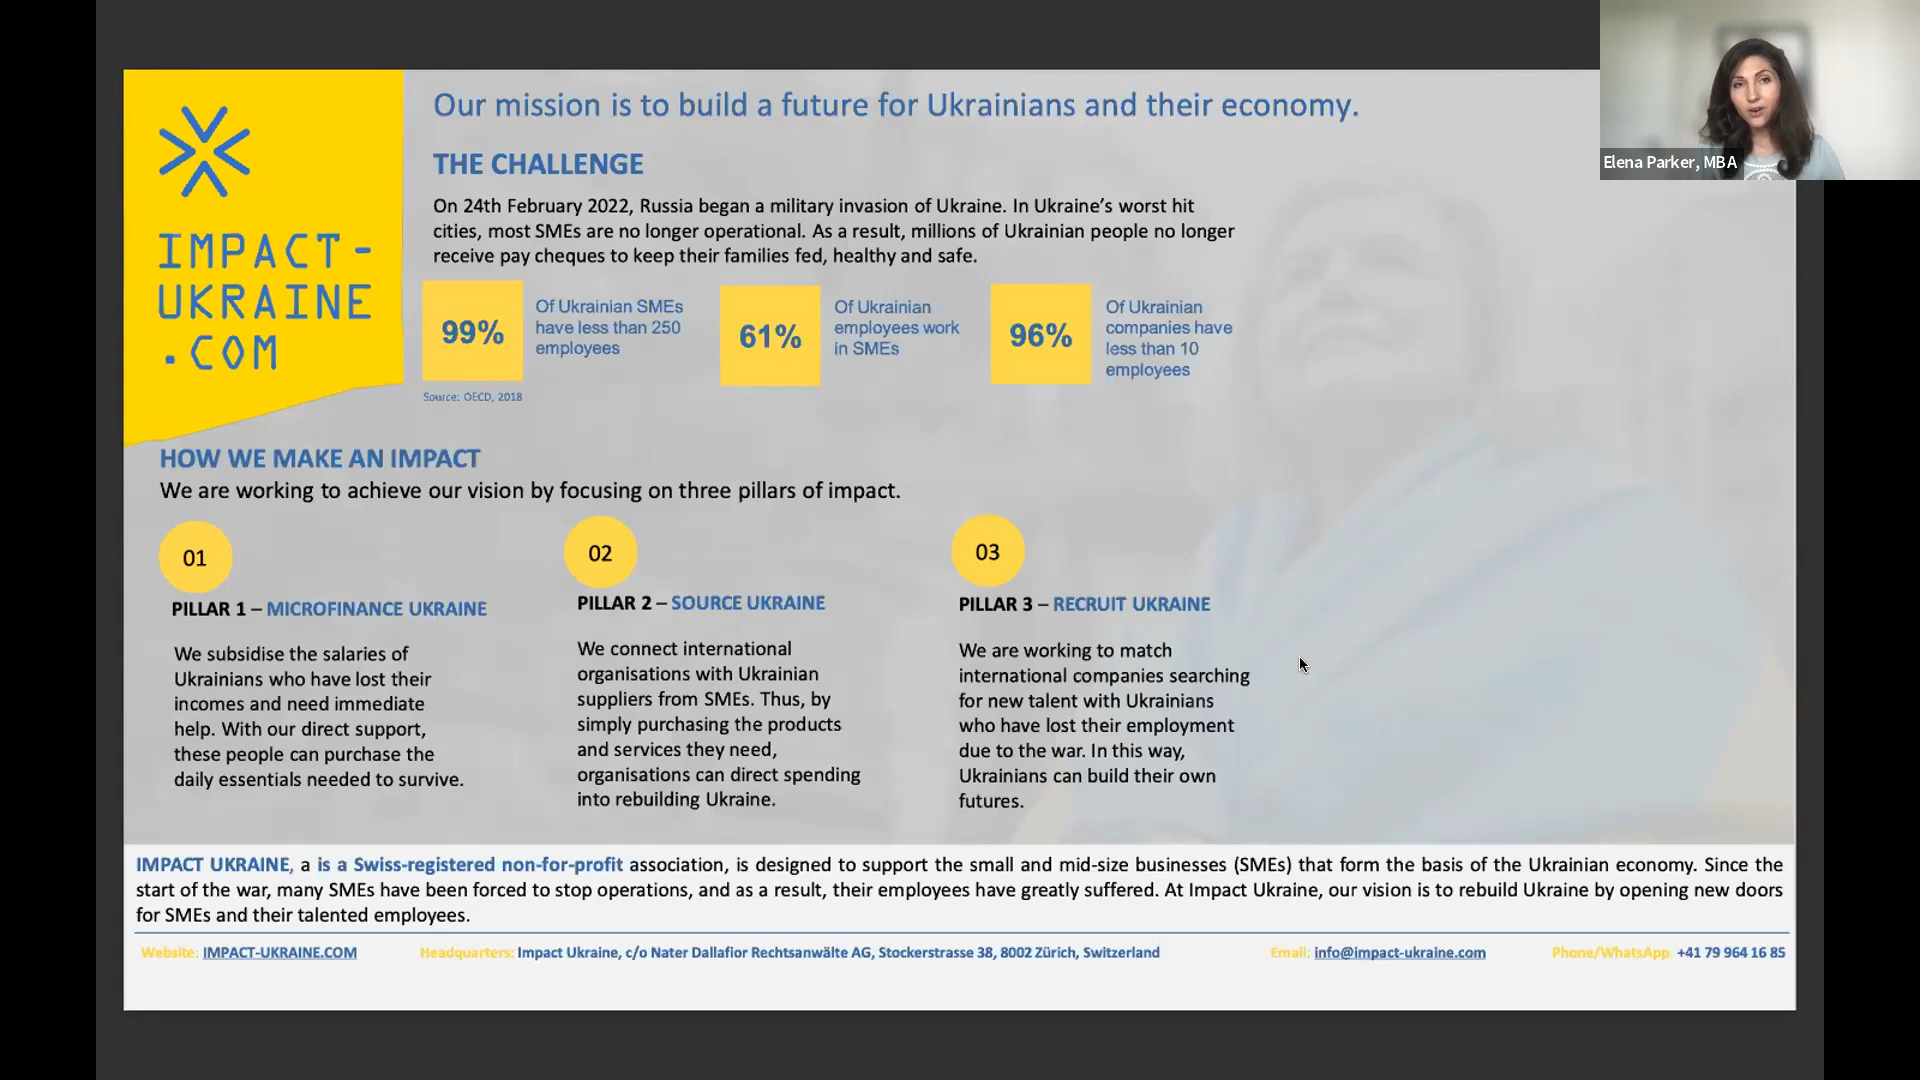 Our mission is to build a future for Ukrainians and their economy.
Elena Parker, MBA
IMPACT-
UKRAINE
.COM
THE CHALLENGE
On 24th February 2022, Russia began a military invasion of Ukraine. In Ukraine’s worst hit
cities, most SMEs are no longer operational. As a result, millions of Ukrainian people no longer
receive pay cheques to keep their families fed, healthy and safe.
99%
Of Ukrainian SMEs
have less than 250
employees
61%
Of Ukrainian
employees work
in SMEs
96%
Of Ukrainian
companies have
less than 10
employees
Source: OECD, 2018
HOW WE MAKE AN IMPACT
We are working to achieve our vision by focusing on three pillars of impact.
01
PILLAR 1 – MICROFINANCE UKRAINE
We subsidise the salaries of
Ukrainians who have lost their
incomes and need immediate
help. With our direct support,
these people can purchase the
daily essentials needed to survive.
02
PILLAR 2 – SOURCE UKRAINE
We connect international
organisations with Ukrainian
suppliers from SMEs. Thus, by
simply purchasing the products
and services they need,
organisations can direct spending
into rebuilding Ukraine.
03
PILLAR 3 – RECRUIT UKRAINE
We are working to match
international companies searching
for new talent with Ukrainians
who have lost their employment
due to the war. In this way,
Ukrainians can build their own
futures.
IMPACT UKRAINE, a is a Swiss-registered non-for-profit association, is designed to support the small and mid-size businesses (SMEs) that form the basis of the Ukrainian economy. Since the
start of the war, many SMEs have been forced to stop operations, and as a result, their employees have greatly suffered. At Impact Ukraine, our vision is to rebuild Ukraine by opening new doors
for SMEs and their talented employees.
Website: IMPACT-UKRAINE.COM Headquarters: Impact Ukraine, c/o Nater Dallafior Rechtsanwälte AG, Stockerstrasse 38, 8002 Zürich, Switzerland Email: info@impact-ukraine.com Phone/WhatsApp: +41 79 964 16 85